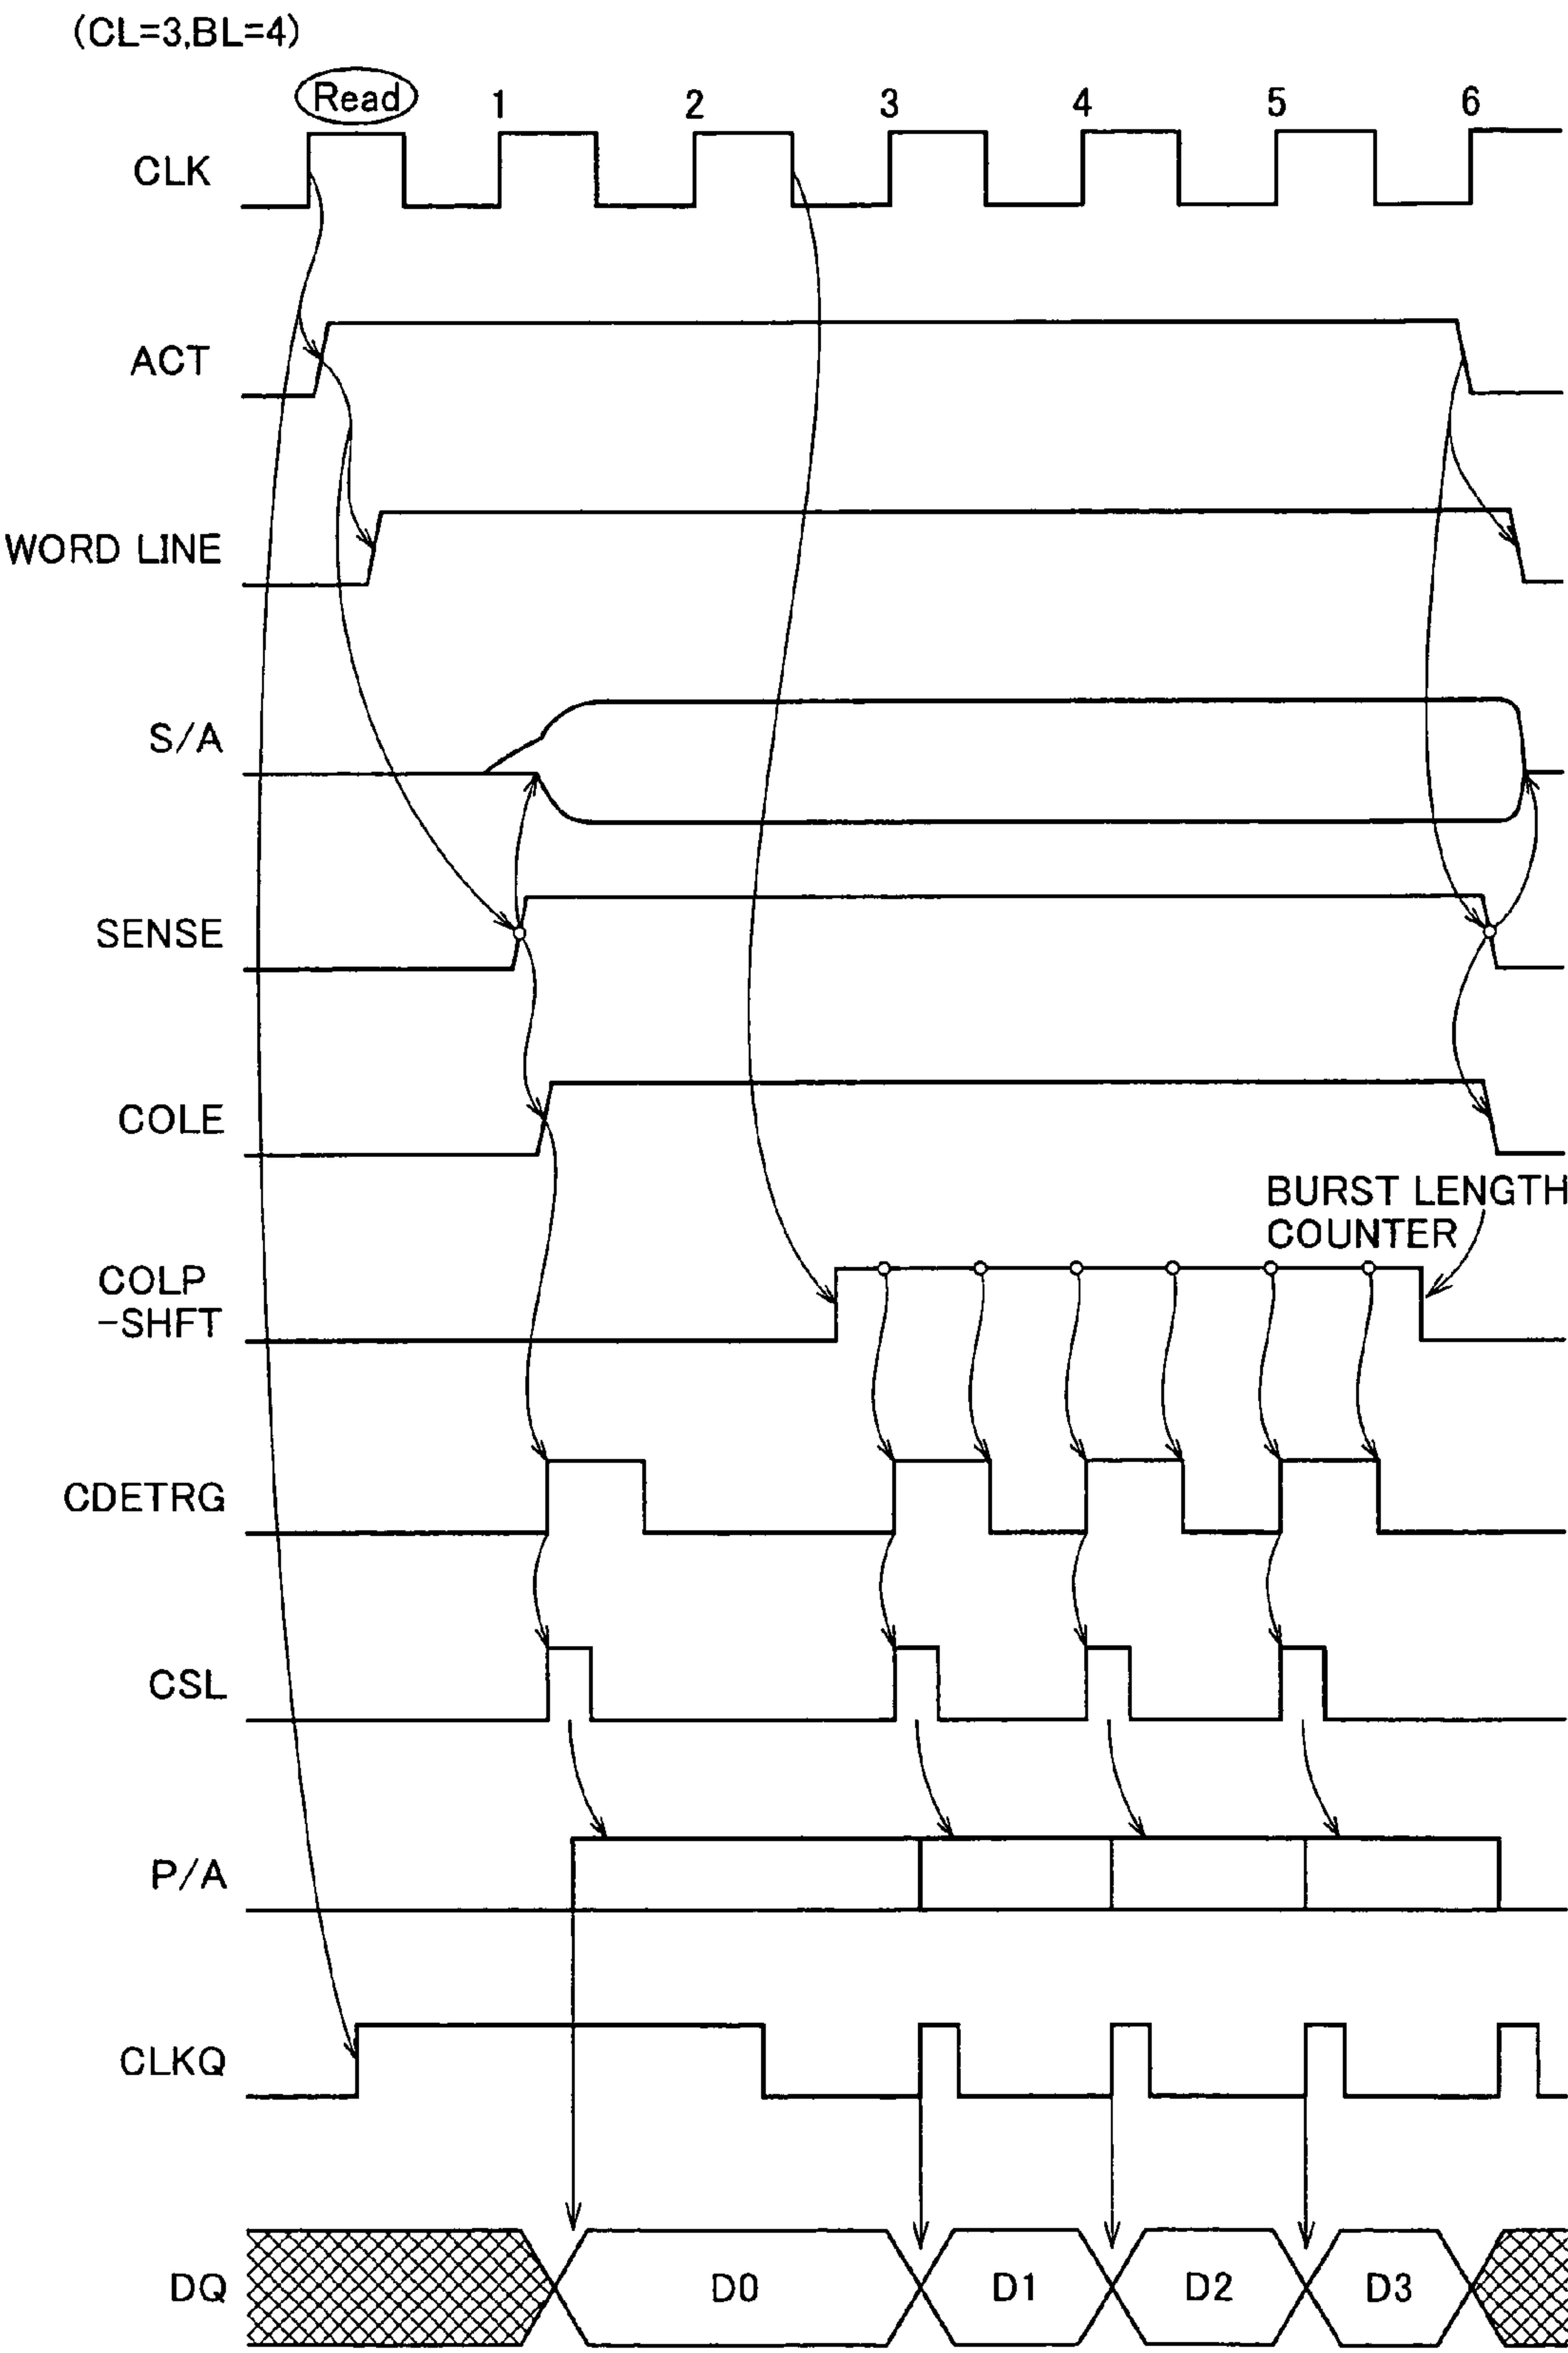 (CL=3,BL=4)
Read 1 2 3 4 5 6
CLK
ACT
WORD LINE
S/A
SENSE
COLE
BURST LENGTH
COUNTER
COLP
-SHFT
CDETRG
CSL
P/A
CLKQ
DQ D0 D1 D2 D3